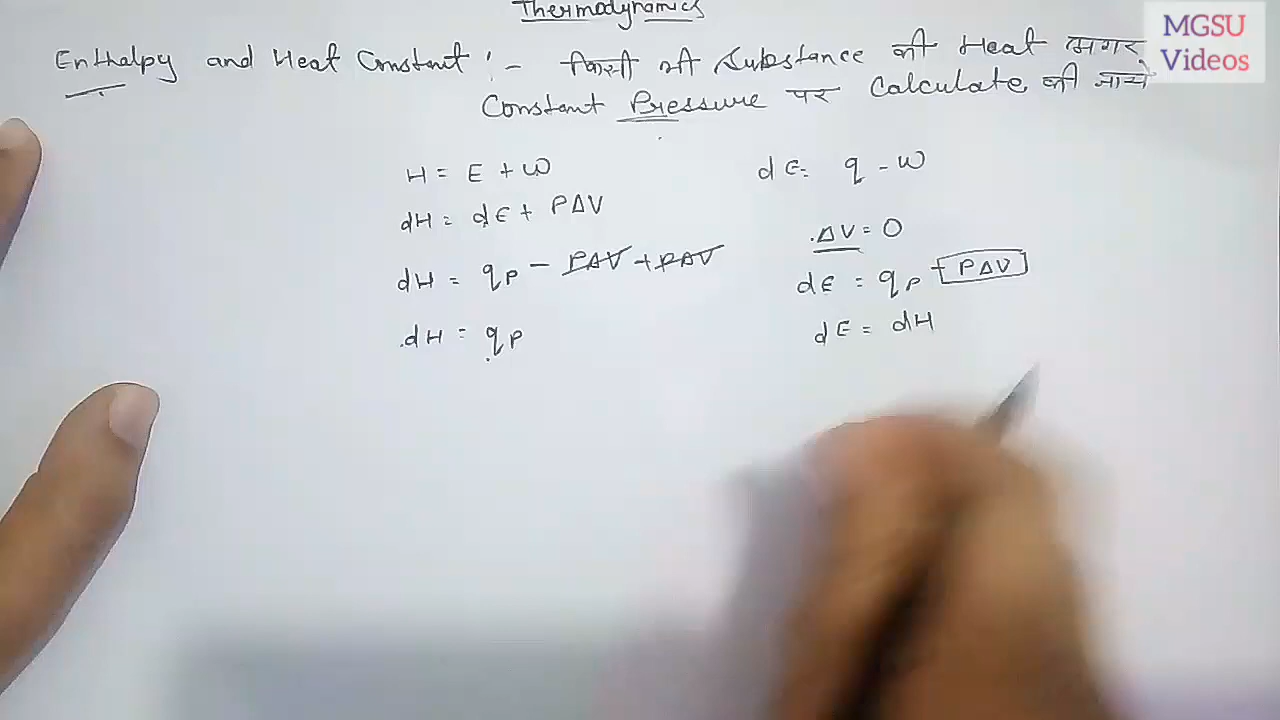 Thermodynamics
MGSU
Videos
Enthalpy and Heat Constant :- किसी भी Substance की Heat अगर
Constant Pressure पर Calculate की जाये
H = E + W
dE = q - W
dH = dE + PΔV
ΔV = 0
dH = qP - PΔV + PΔV
dE = qP - PΔV
dH = qP
dE = dH